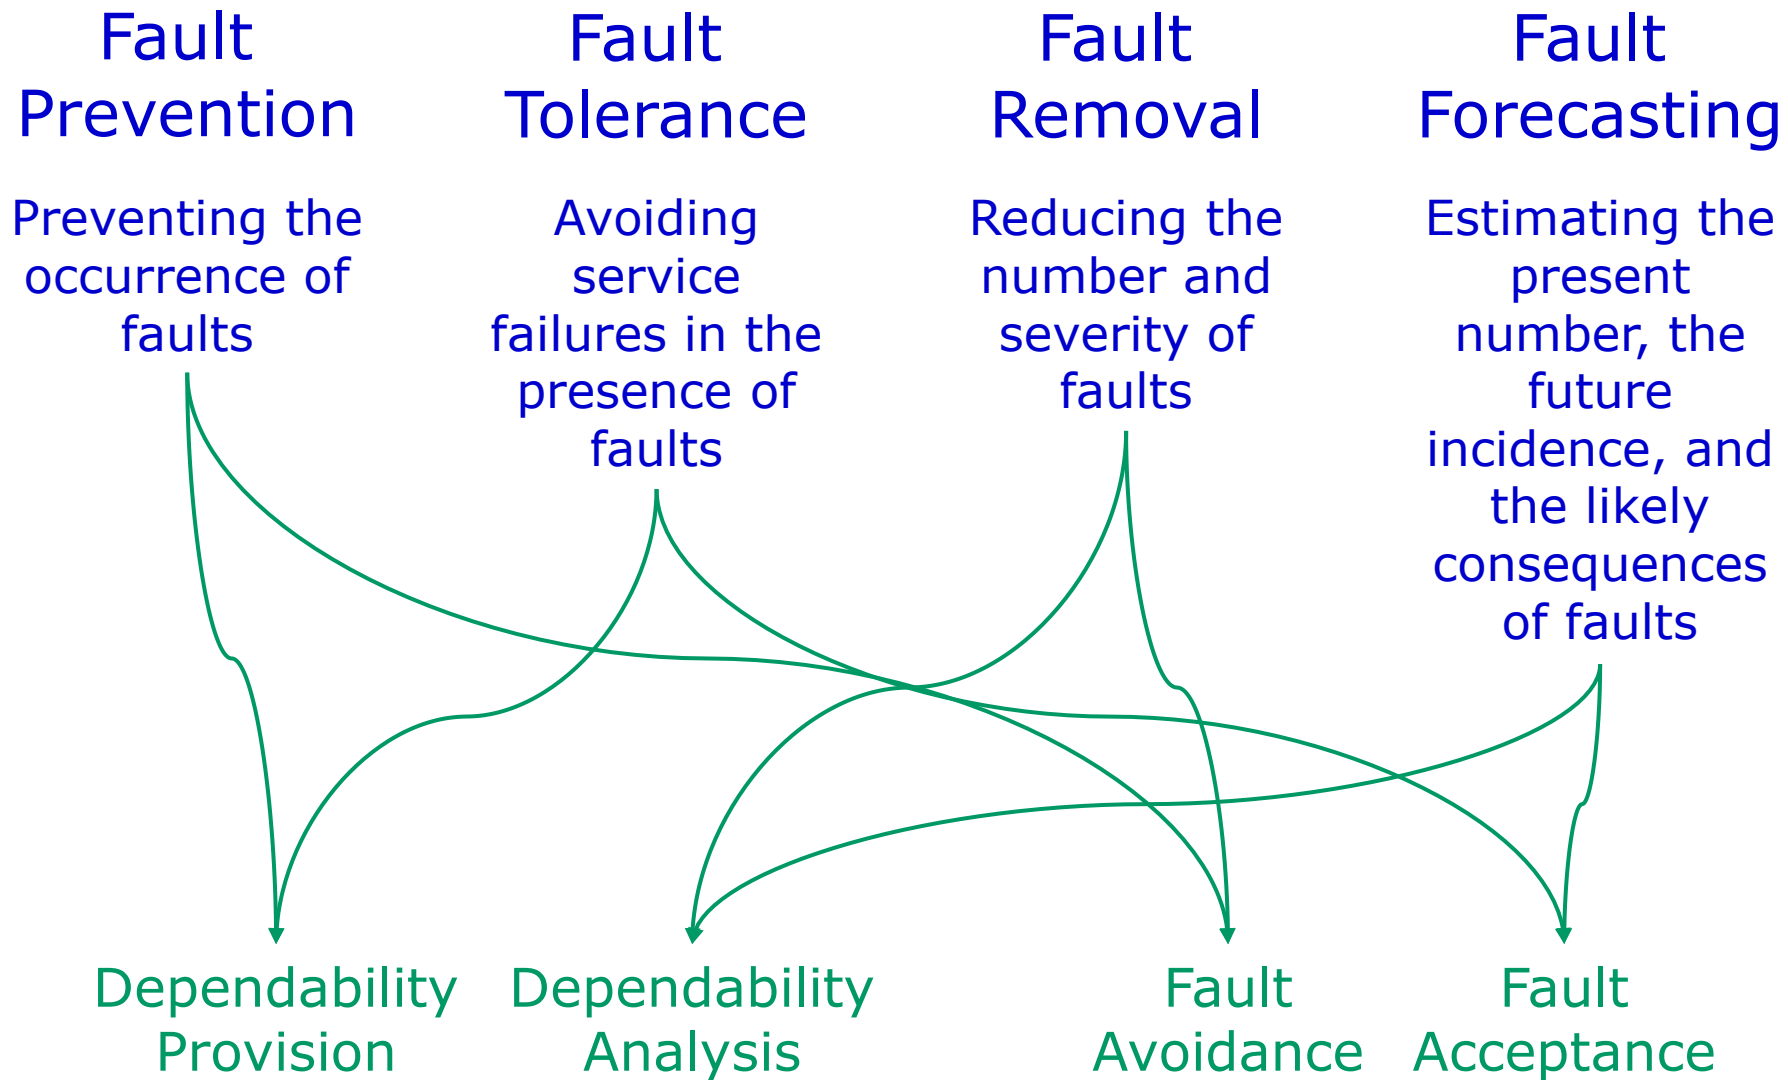 Fault
Prevention
Preventing the
occurrence of
faults
Fault
Tolerance
Avoiding
service
failures in the
presence of
faults
Fault
Removal
Reducing the
number and
severity of
faults
Fault
Forecasting
Estimating the
present
number, the
future
incidence, and
the likely
consequences
of faults
Dependability
Provision
Dependability
Analysis
Fault
Avoidance
Fault
Acceptance